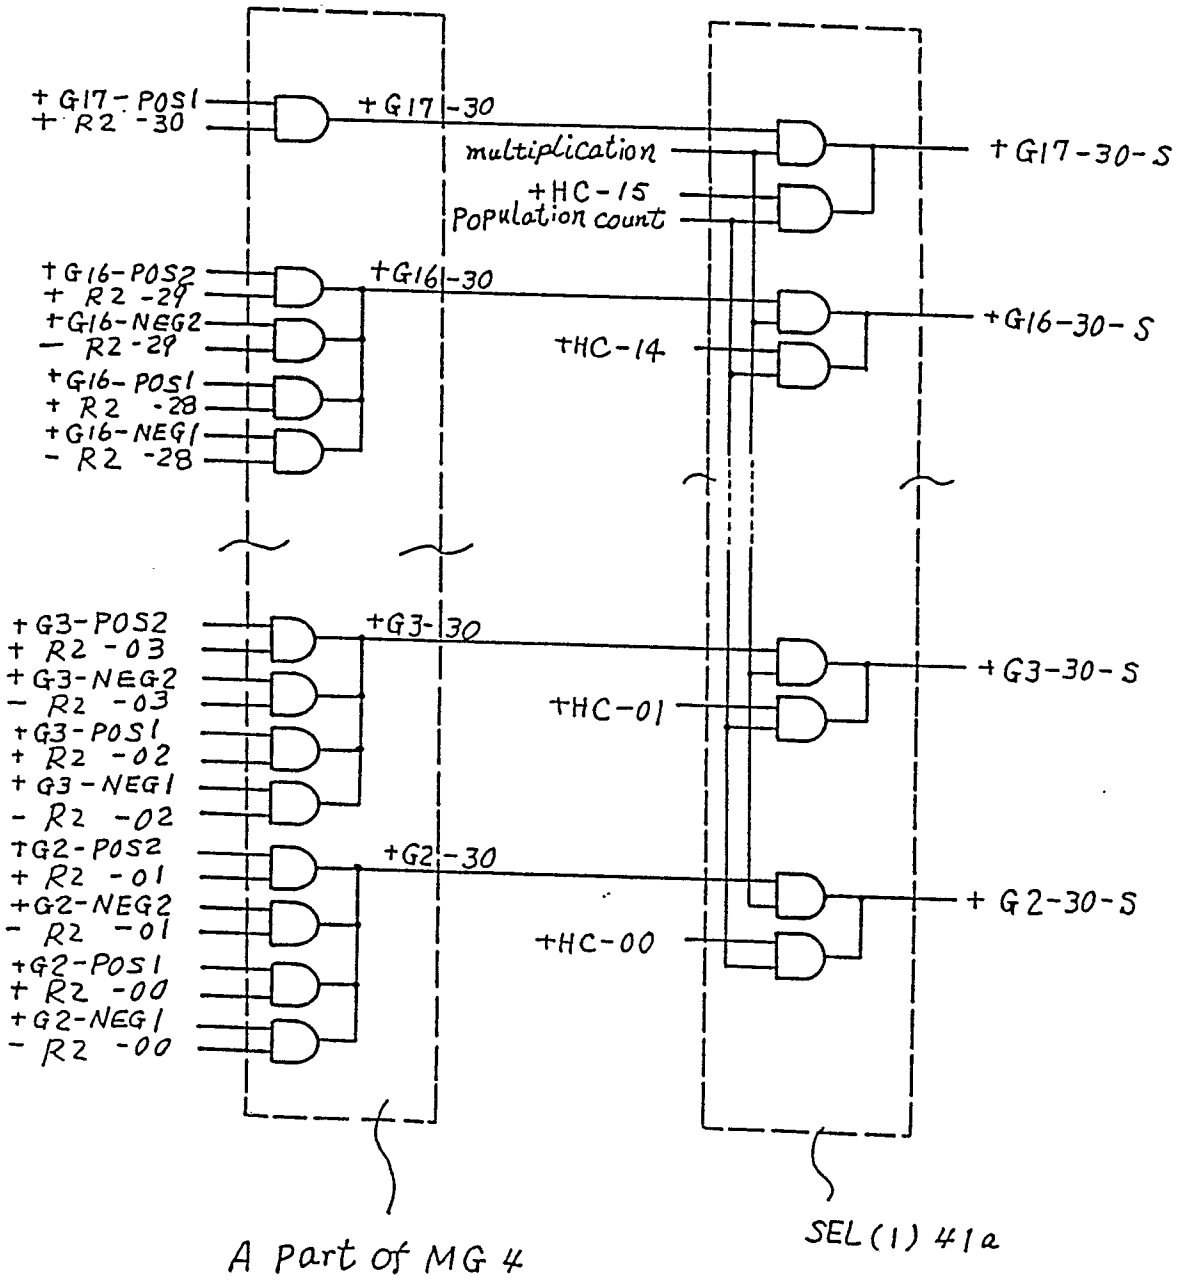 + G17-POS1
+ R2 -30
+G17-30
multiplication
+HC-15
Population count
+G17-30-S
+G16-POS2
+ R2 -29
+G16-NEG2
- R2 -29
+G16-POS1
+ R2 -28
+G16-NEG1
- R2 -28
+G16-30
+HC-14
+G16-30-S
+G3-POS2
+ R2 -03
+G3-NEG2
- R2 -03
+G3-POS1
+ R2 -02
+ G3-NEG1
- R2 -02
+G3-30
+HC-01
+G3-30-S
+G2-POS2
+ R2 -01
+G2-NEG2
- R2 -01
+G2-POS1
+ R2 -00
+G2-NEG1
- R2 -00
+G2-30
+HC-00
+ G2-30-S
A part of MG 4
SEL(1) 41a